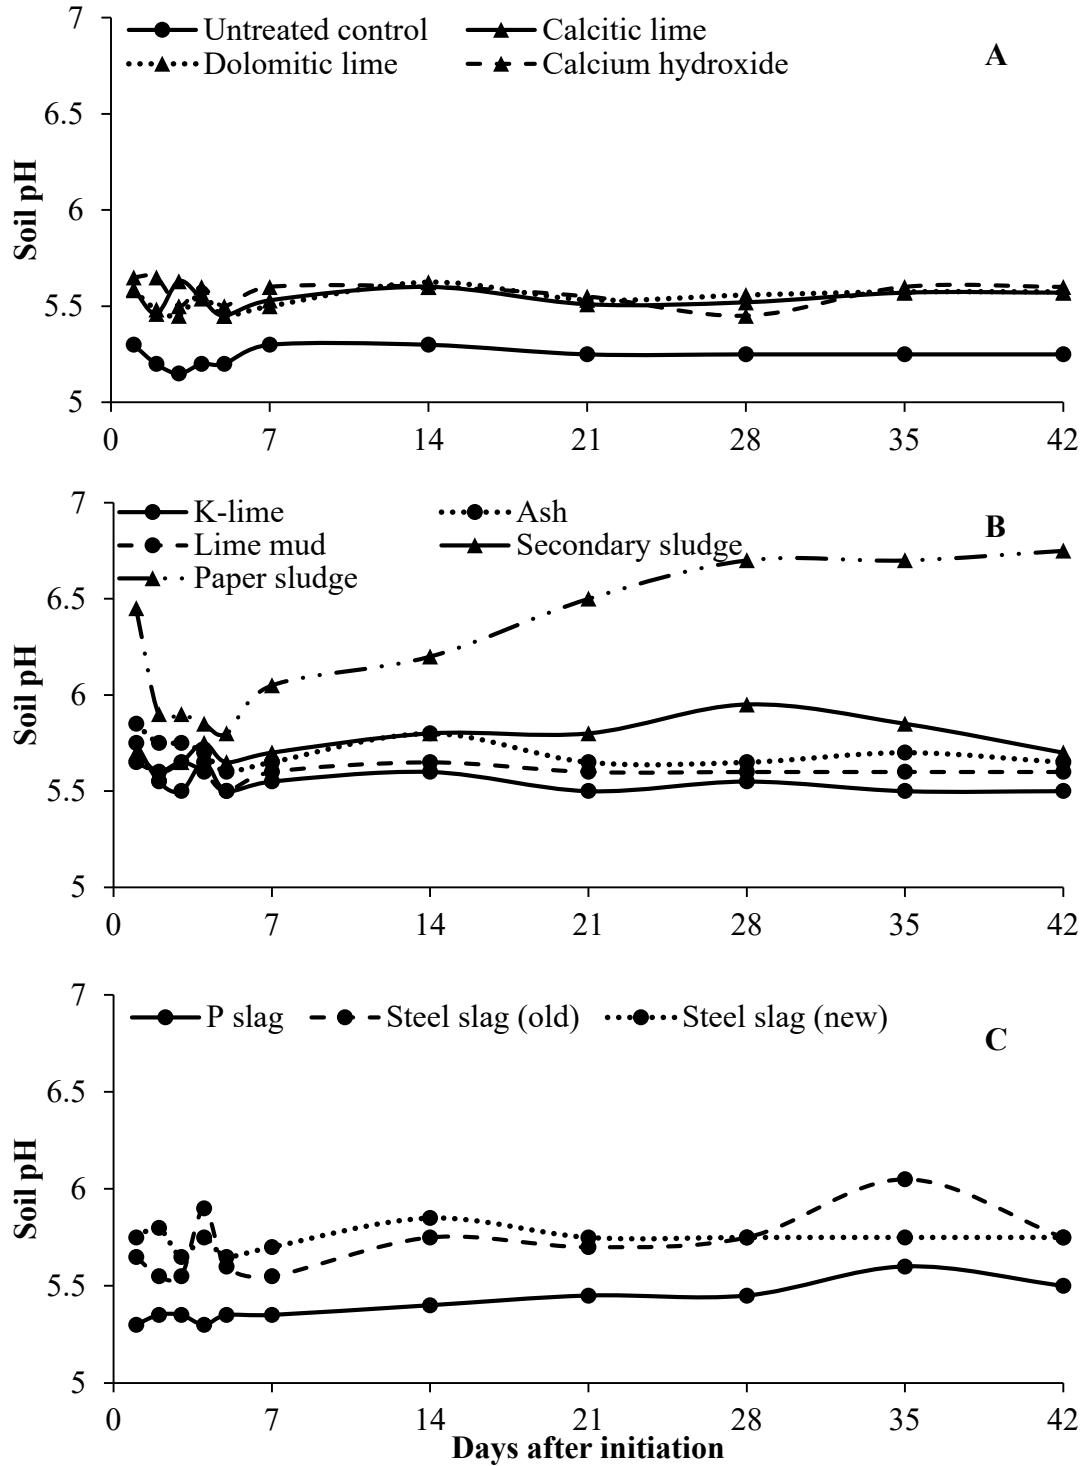 7
Untreated control Calcitic lime
Dolomitic lime Calcium hydroxide
A
6.5
6
5.5
5
Soil pH
0 7 14 21 28 35 42
7
K-lime Ash
B
Lime mud Secondary sludge
Paper sludge
6.5
6
5.5
5
Soil pH
0 7 14 21 28 35 42
7
P slag Steel slag (old) Steel slag (new)
C
6.5
6
5.5
5
Soil pH
0 7 14 21 28 35 42
Days after initiation